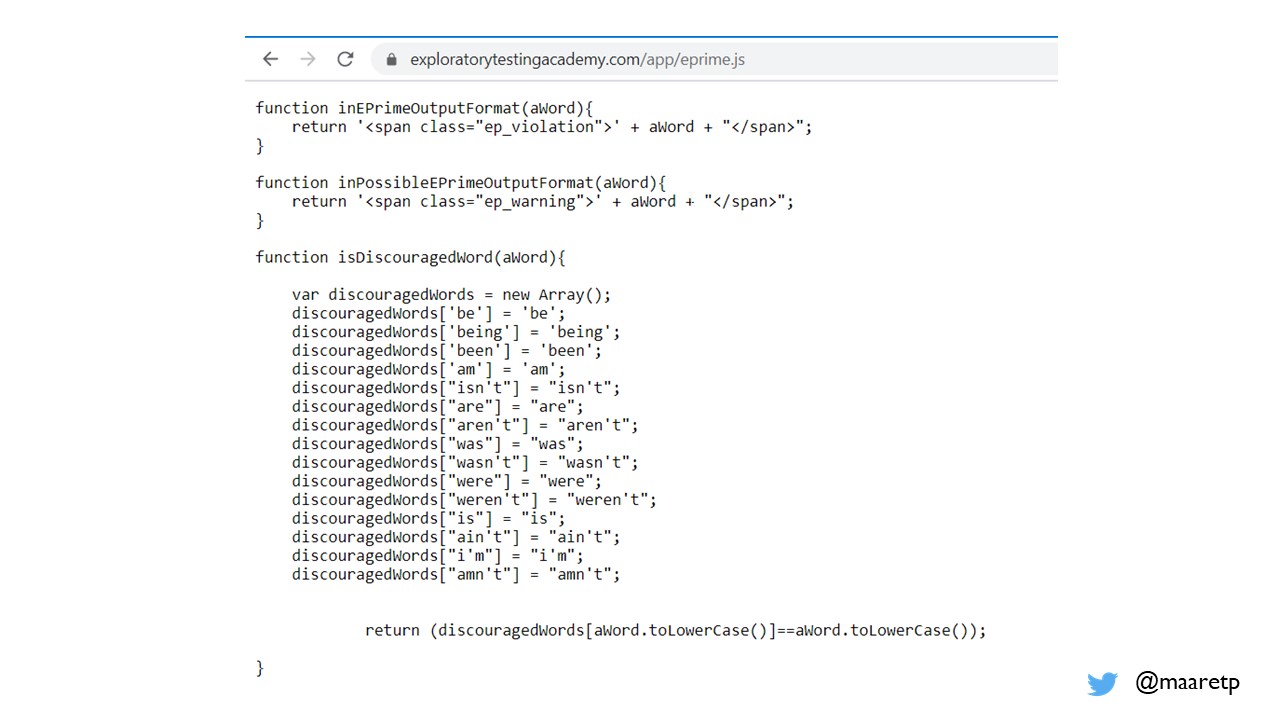 exploratorytestingacademy.com/app/eprime.js
function inEPrimeOutputFormat(aWord){
    return '<span class="ep_violation">' + aWord + "</span>";
}
function inPossibleEPrimeOutputFormat(aWord){
    return '<span class="ep_warning">' + aWord + "</span>";
}
function isDiscouragedWord(aWord){
    var discouragedWords = new Array();
    discouragedWords['be'] = 'be';
    discouragedWords['being'] = 'being';
    discouragedWords['been'] = 'been';
    discouragedWords['am'] = 'am';
    discouragedWords["isn't"] = "isn't";
    discouragedWords["are"] = "are";
    discouragedWords["aren't"] = "aren't";
    discouragedWords["was"] = "was";
    discouragedWords["wasn't"] = "wasn't";
    discouragedWords["were"] = "were";
    discouragedWords["weren't"] = "weren't";
    discouragedWords["is"] = "is";
    discouragedWords["ain't"] = "ain't";
    discouragedWords["i'm"] = "i'm";
    discouragedWords["amn't"] = "amn't";
            return (discouragedWords[aWord.toLowerCase()]==aWord.toLowerCase());
}
@maaretp